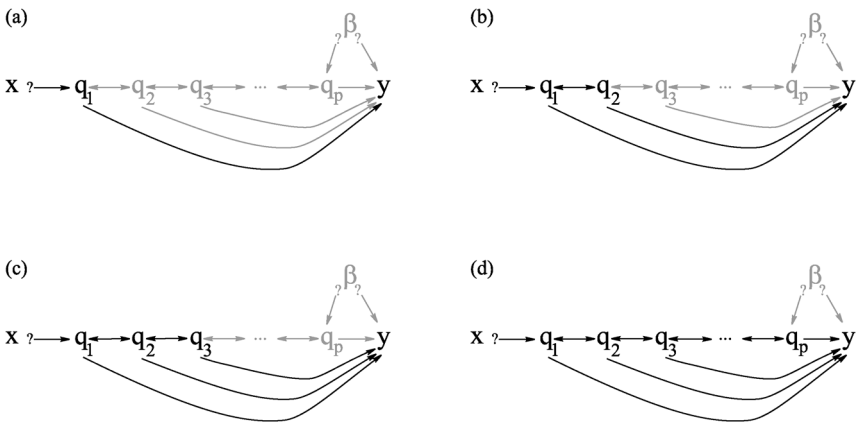 (a)
β
? ?
x ? q1 q2 q3 ... qp y
(b)
β
? ?
x ? q1 q2 q3 ... qp y
(c)
β
? ?
x ? q1 q2 q3 ... qp y
(d)
β
? ?
x ? q1 q2 q3 ... qp y